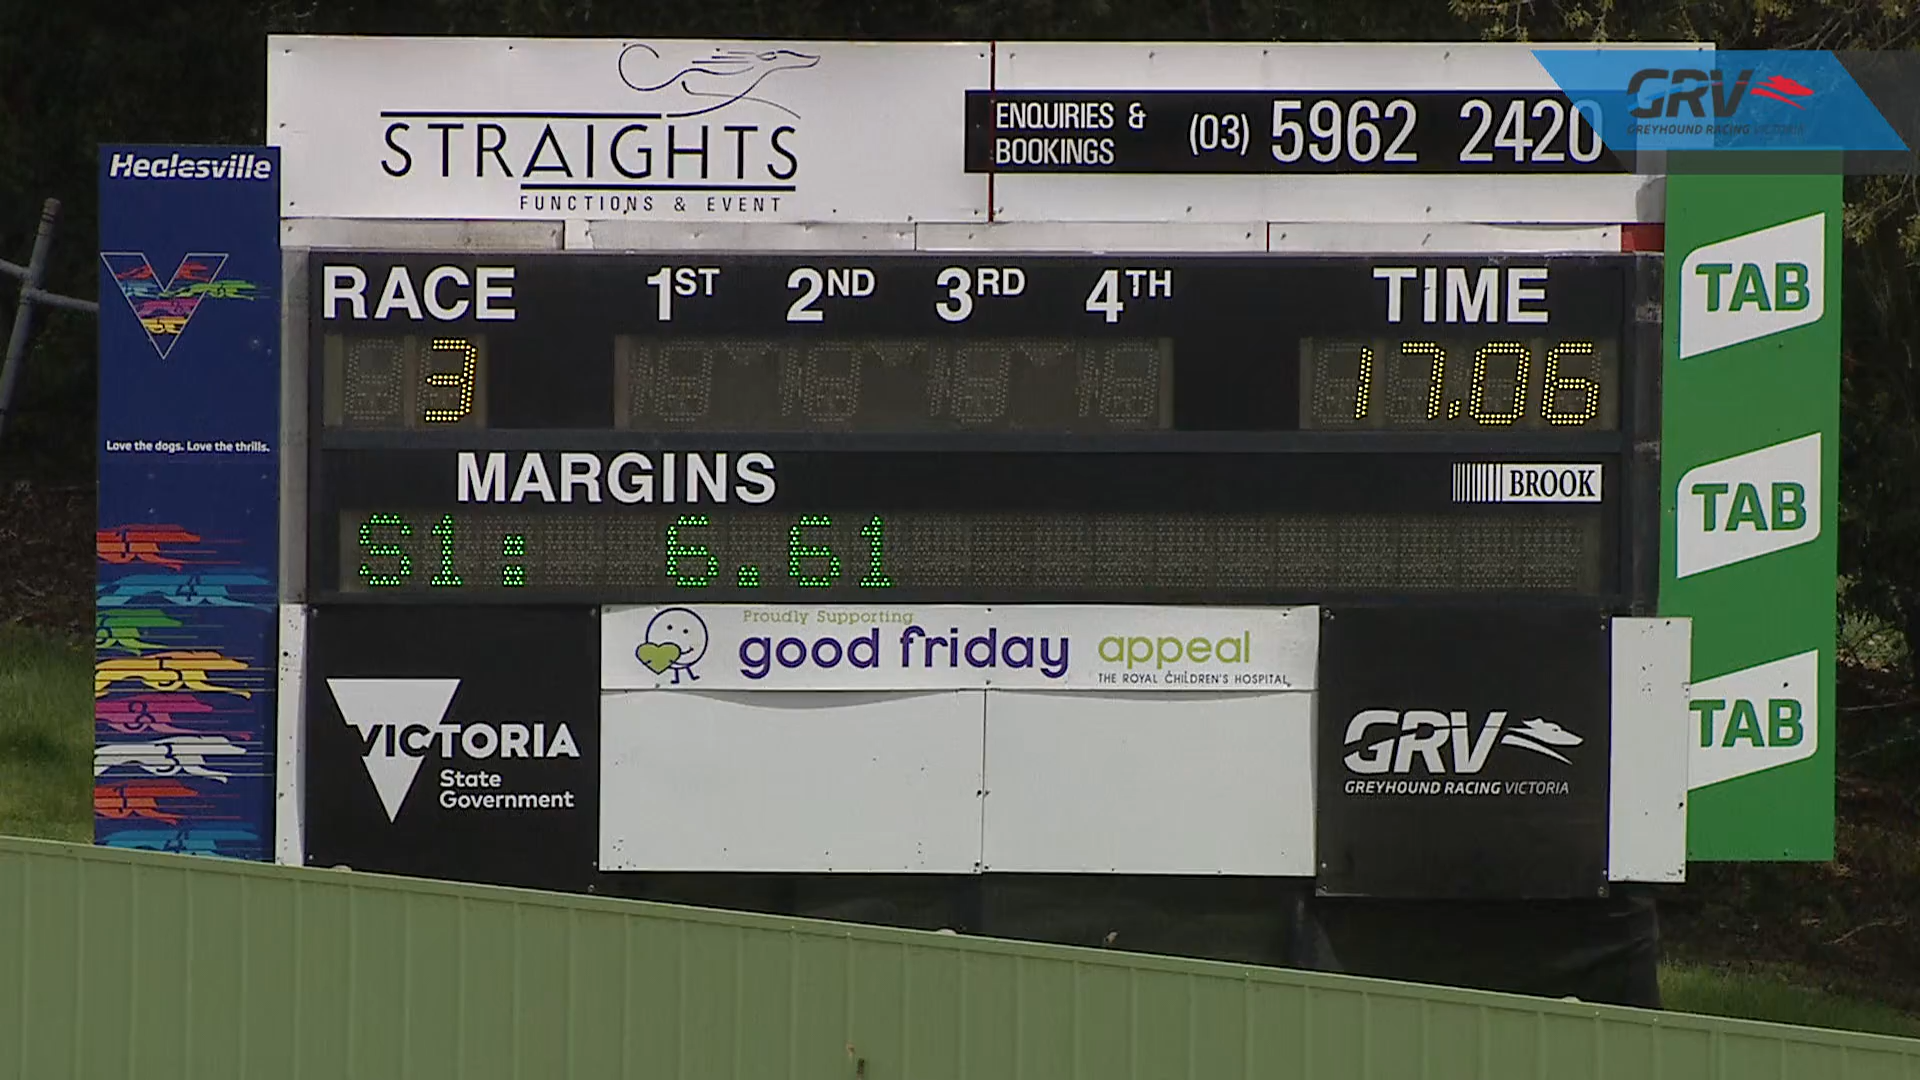 STRAIGHTS
FUNCTIONS & EVENT
ENQUIRIES &
BOOKINGS
(03) 5962 2420
GRV
GREYHOUND RACING VICTORIA
Healesville
V
Love the dogs. Love the thrills.
RACE 1ST 2ND 3RD 4TH TIME
3 17.06
MARGINS
BROOK
S1: 6.61
TAB
TAB
TAB
Proudly Supporting
good friday appeal
THE ROYAL CHILDREN'S HOSPITAL
VICTORIA
State
Government
GRV
GREYHOUND RACING VICTORIA